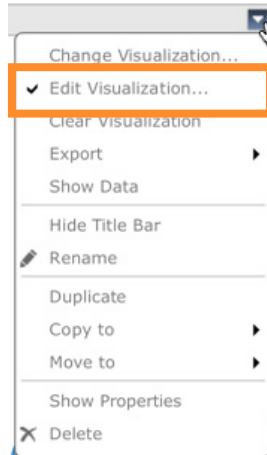 Change Visualization...
Edit Visualization...
Clear Visualization
Export
Show Data
Hide Title Bar
Rename
Duplicate
Copy to
Move to
Show Properties
Delete